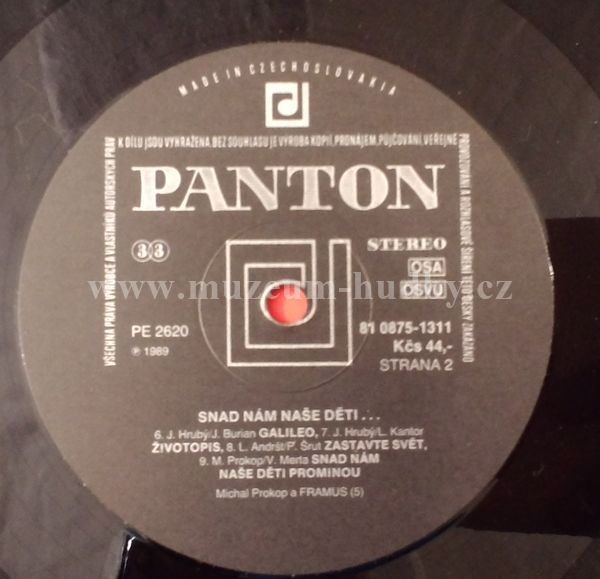 MADE IN CZECHOSLOVAKIA
VŠECHNA PRÁVA VÝROBCE A VLASTNÍKŮ AUTORSKÝCH PRÁV
K DÍLU JSOU VYHRAŽENA. BEZ SOUHLASU JE VÝROBA KOPIÍ, PRONÁJEM, PŮJČOVÁNÍ, VEŘEJNÉ
PROVOZOVÁNÍ A ROZHLASOVÉ ŠÍŘENÍ TÉTO DESKY ZAKÁZÁNO
PANTON
33
STEREO
OSA
OSVU
www.muzeum-hudby.cz
PE 2620
℗ 1989
81 0875-1311
Kčs 44,-
STRANA 2
SNAD NÁM NAŠE DĚTI . . .
6. J. Hrubý/J. Burian GALILEO, 7. J. Hrubý/L. Kantor
ŽIVOTOPIS, 8. L. Andršt/P. Šrut ZASTAVTE SVĚT,
9. M. Prokop/V. Merta SNAD NÁM
NAŠE DĚTI PROMINOU
Michal Prokop a FRAMUS (5)